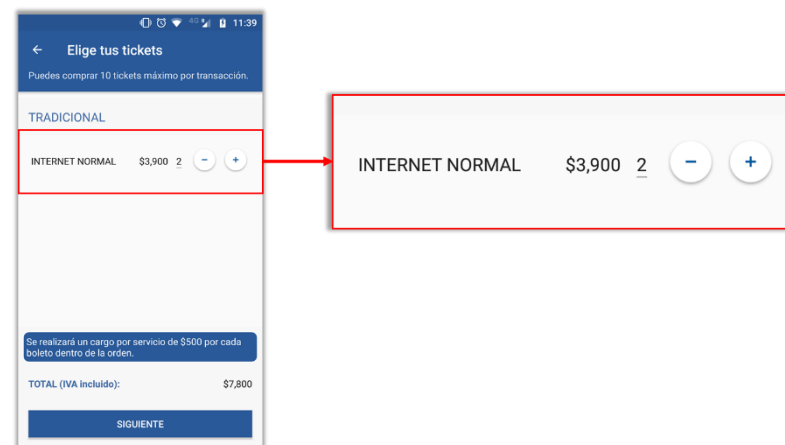 4G 11:39
Elige tus tickets
Puedes comprar 10 tickets máximo por transacción.
TRADICIONAL
INTERNET NORMAL $3,900 2 - +
Se realizará un cargo por servicio de $500 por cada
boleto dentro de la orden.
TOTAL (IVA incluido): $7,800
SIGUIENTE
INTERNET NORMAL $3,900 2 - +